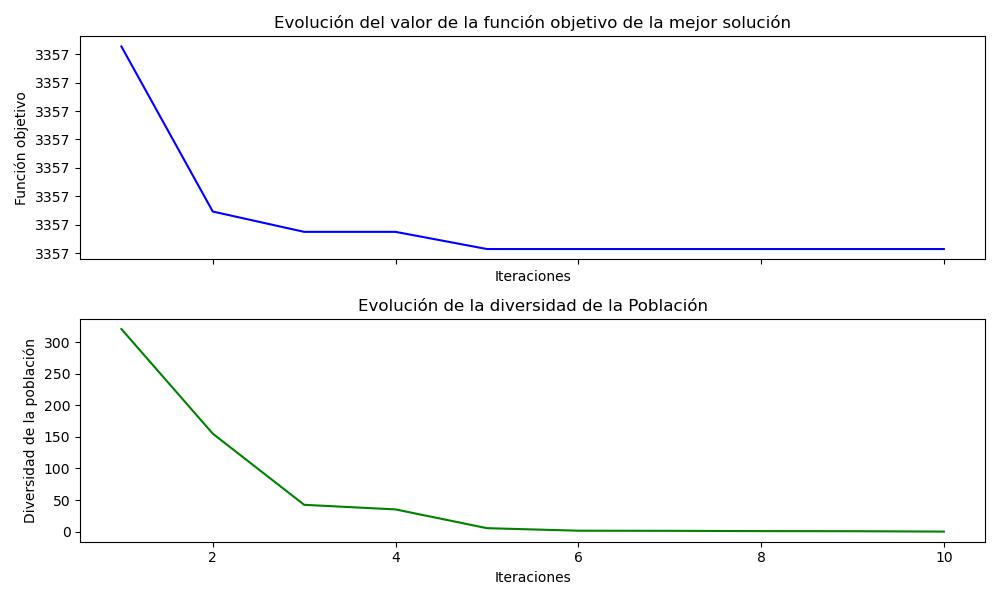 Evolución del valor de la función objetivo de la mejor solución
3357
3357
3357
3357
3357
3357
3357
3357
Función objetivo
Iteraciones
Evolución de la diversidad de la Población
300
250
200
150
100
50
0
Diversidad de la población
2 4 6 8 10
Iteraciones